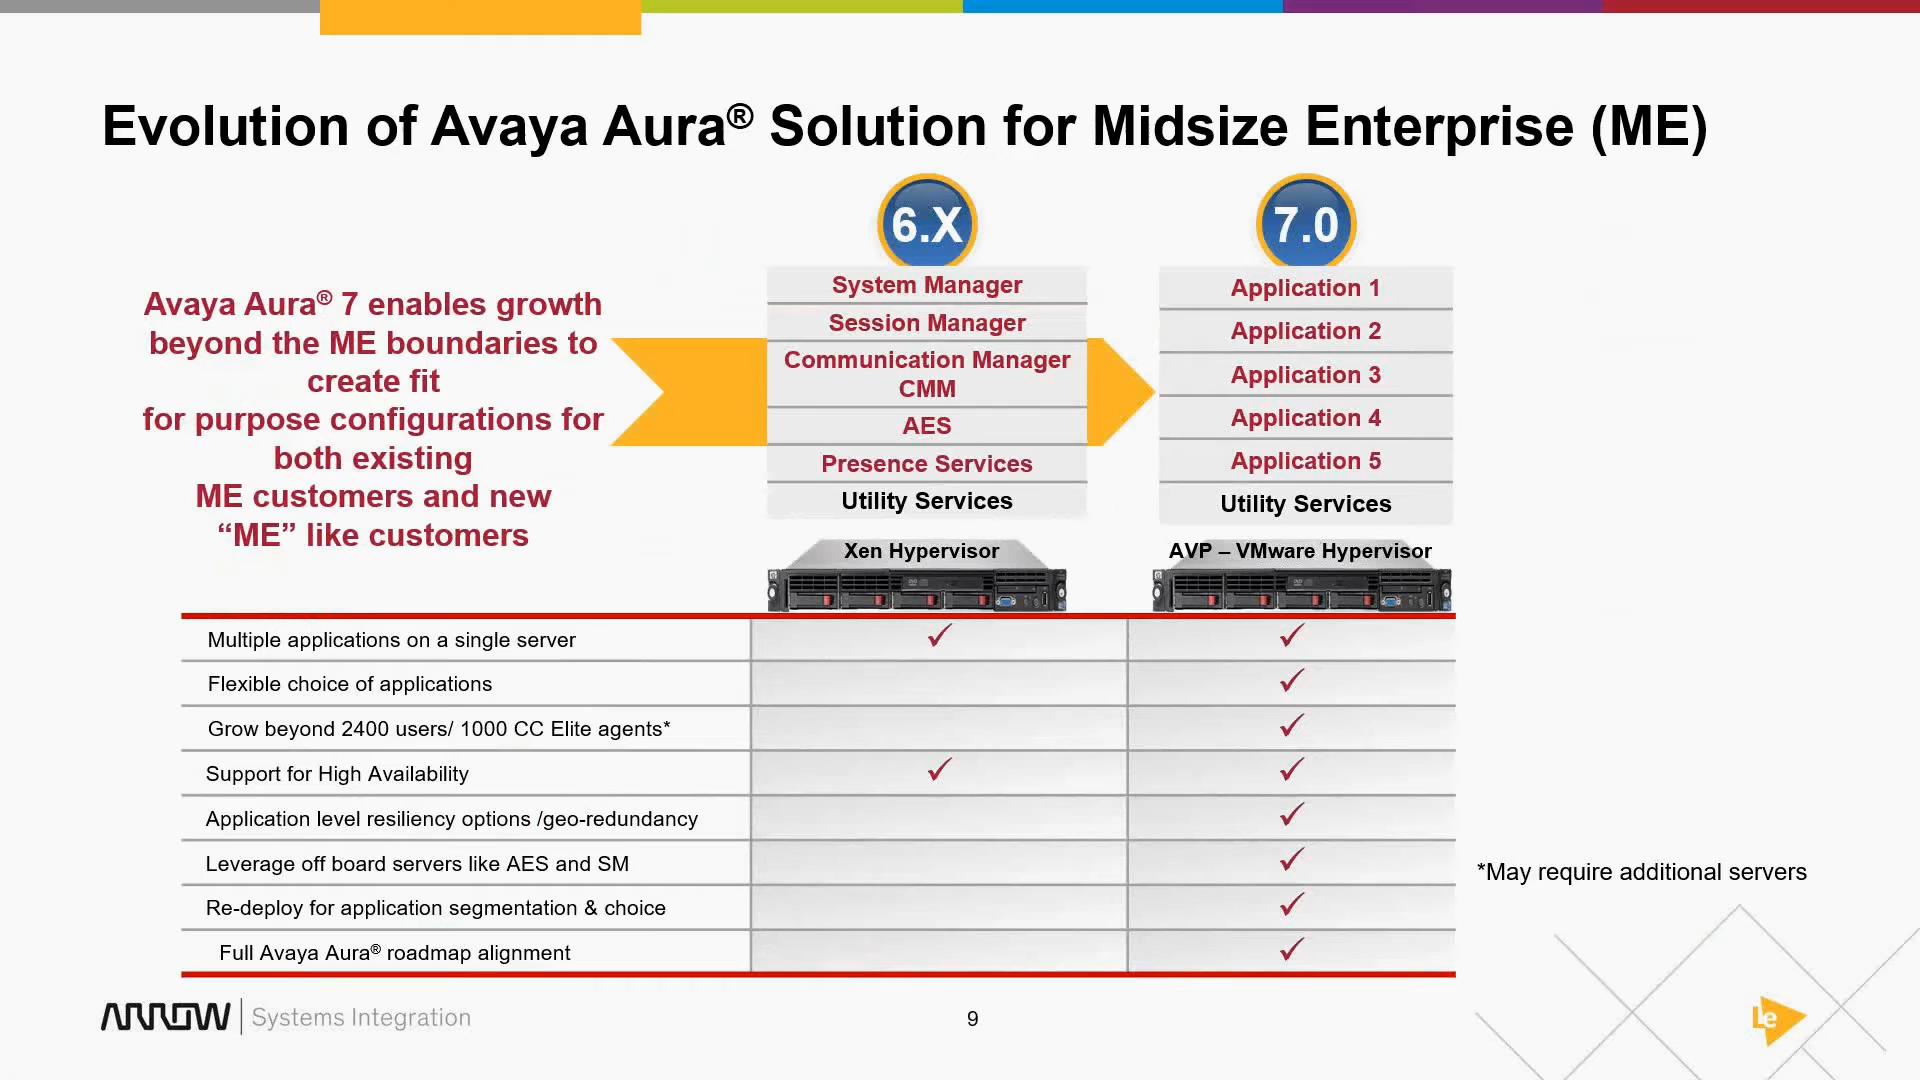 Evolution of Avaya Aura® Solution for Midsize Enterprise (ME)
6.X
7.0
Avaya Aura® 7 enables growth
beyond the ME boundaries to
create fit
for purpose configurations for
both existing
ME customers and new
“ME” like customers
System Manager
Session Manager
Communication Manager
CMM
AES
Presence Services
Utility Services
Xen Hypervisor
Application 1
Application 2
Application 3
Application 4
Application 5
Utility Services
AVP – VMware Hypervisor
Multiple applications on a single server ✓ ✓
Flexible choice of applications ✓
Grow beyond 2400 users/ 1000 CC Elite agents* ✓
Support for High Availability ✓ ✓
Application level resiliency options /geo-redundancy ✓
Leverage off board servers like AES and SM ✓
Re-deploy for application segmentation & choice ✓
Full Avaya Aura® roadmap alignment ✓
*May require additional servers
ARROW Systems Integration
9
Le